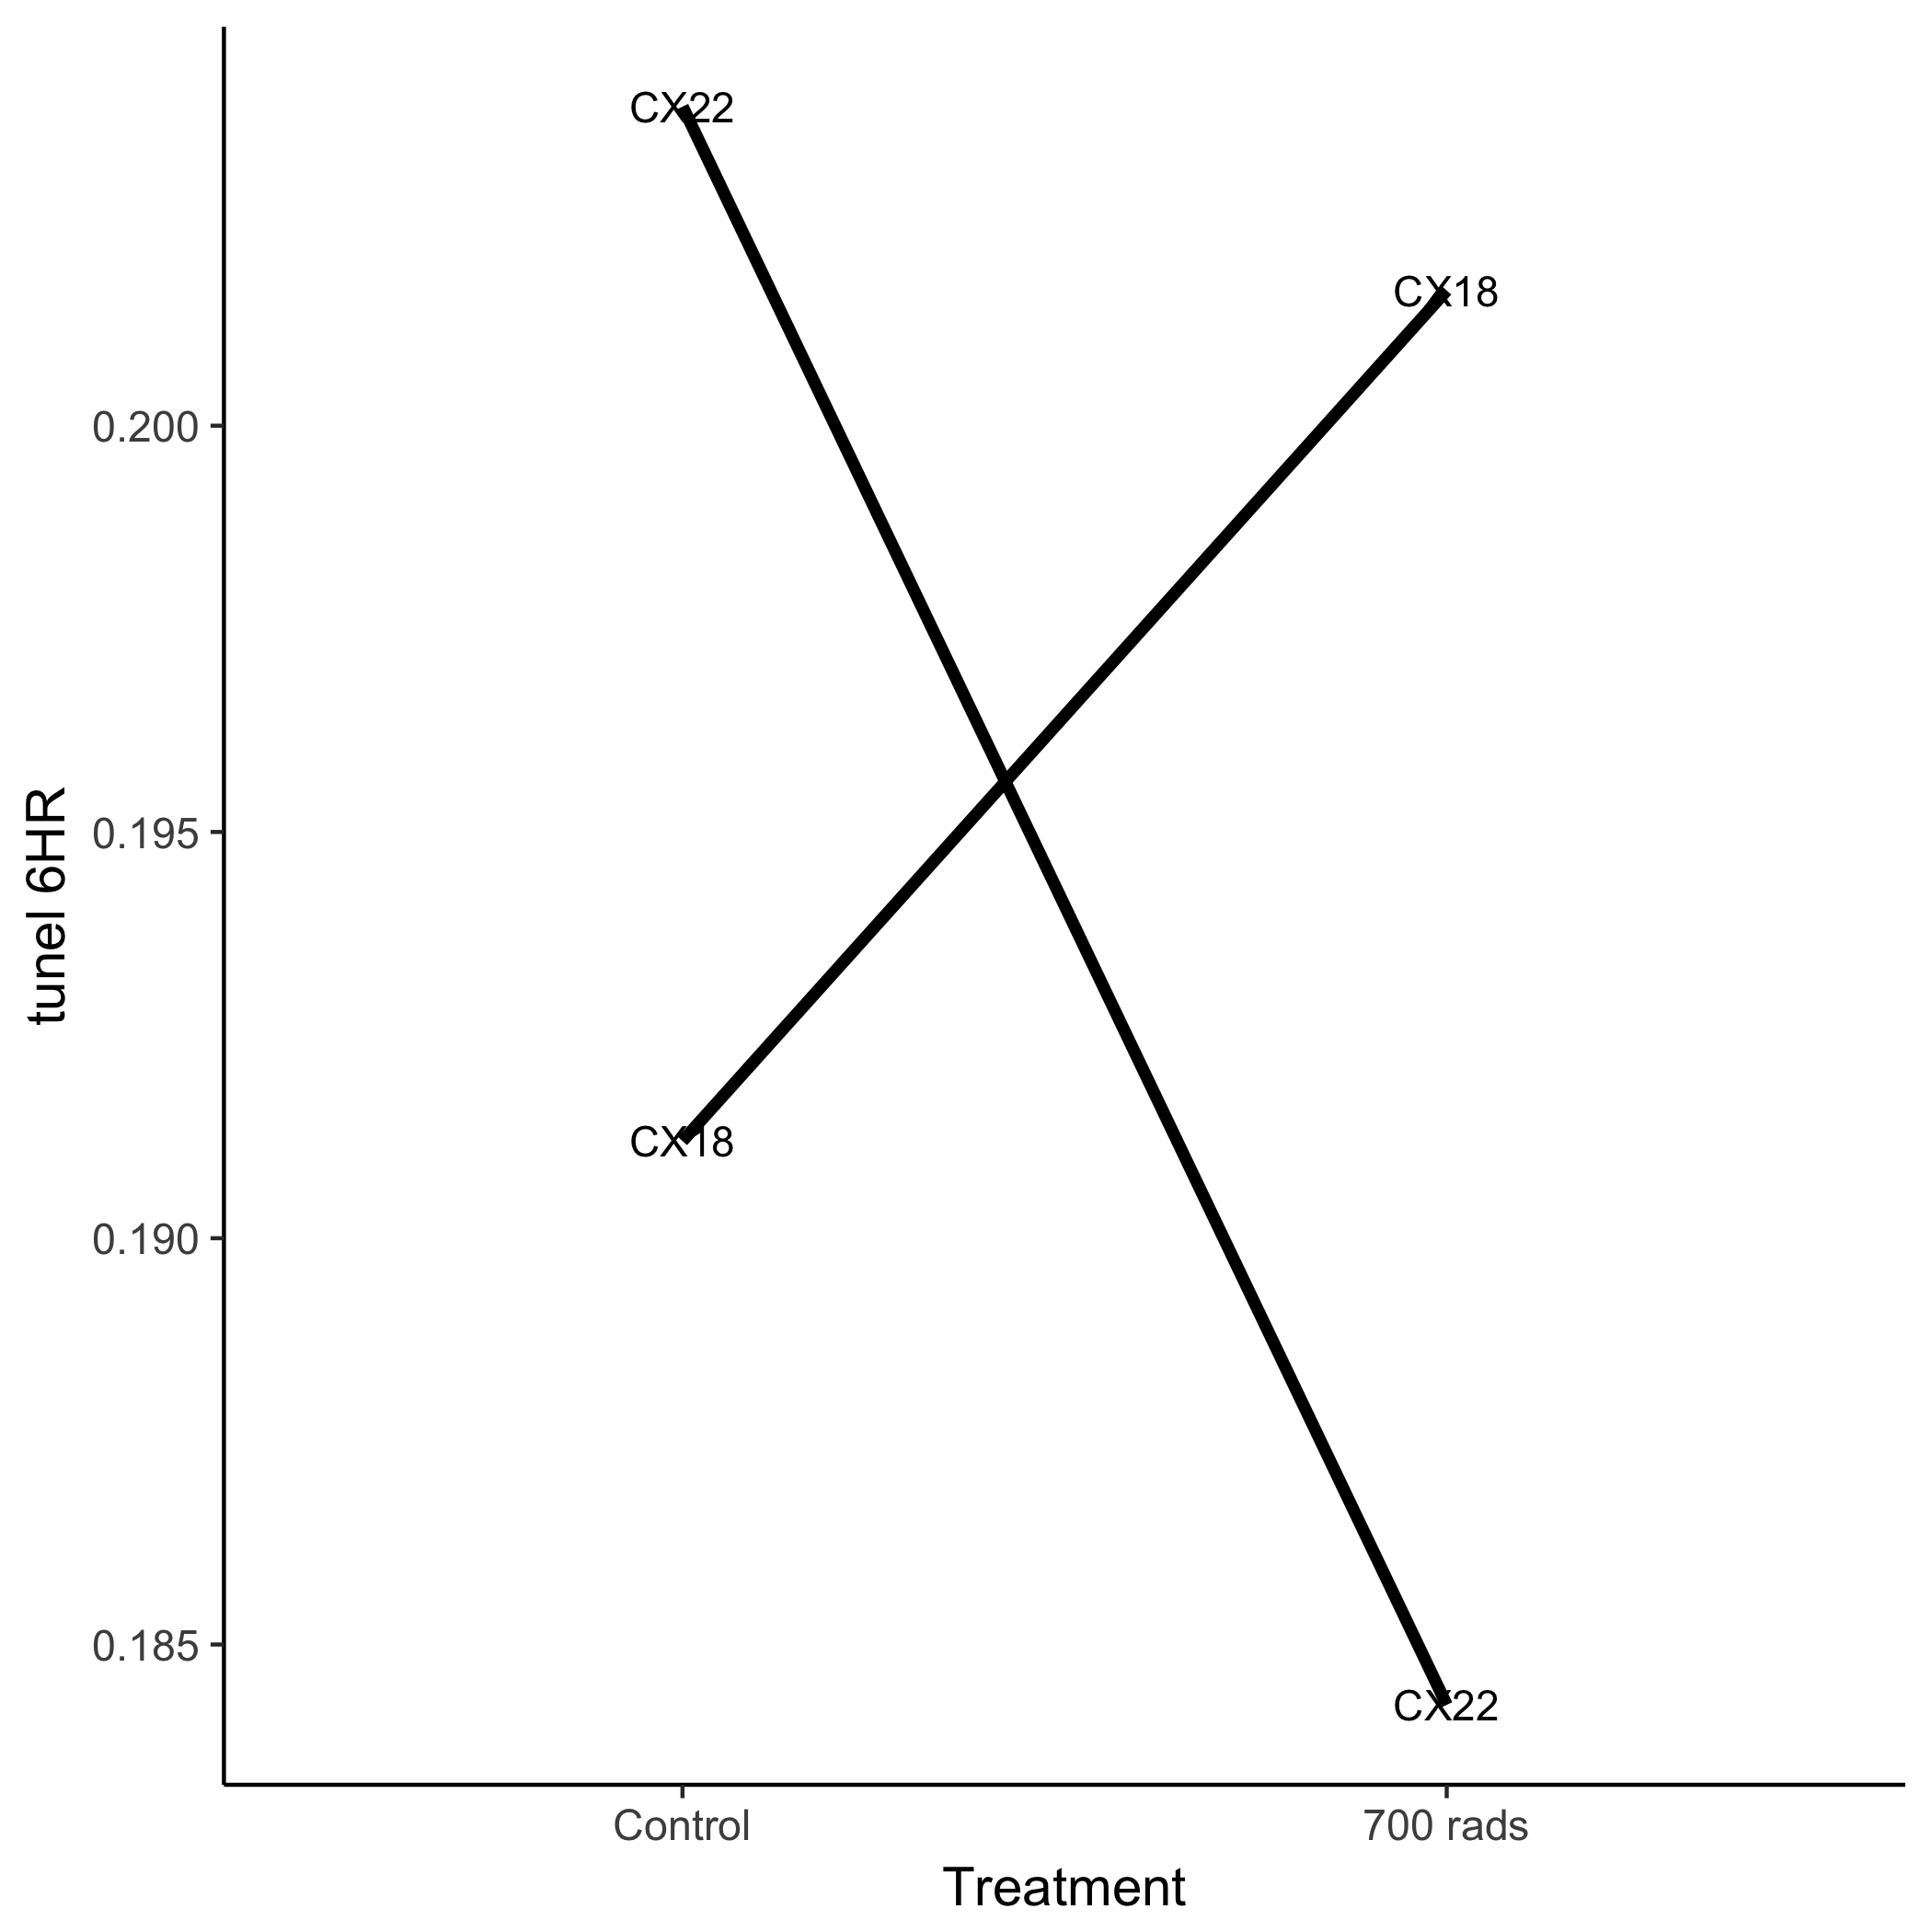 CX22
CX18
0.200
0.195
tunel 6HR
CX18
0.190
0.185
CX22
Control
700 rads
Treatment